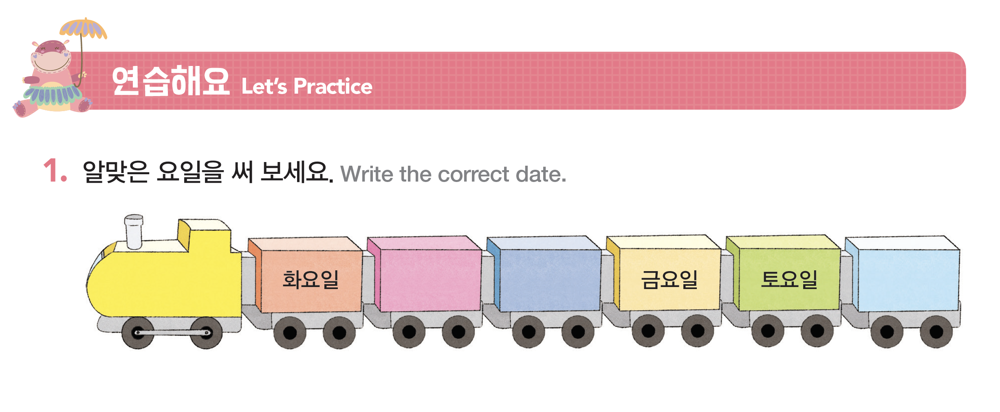 연습해요 Let's Practice
1. 알맞은 요일을 써 보세요. Write the correct date.
화요일 금요일 토요일